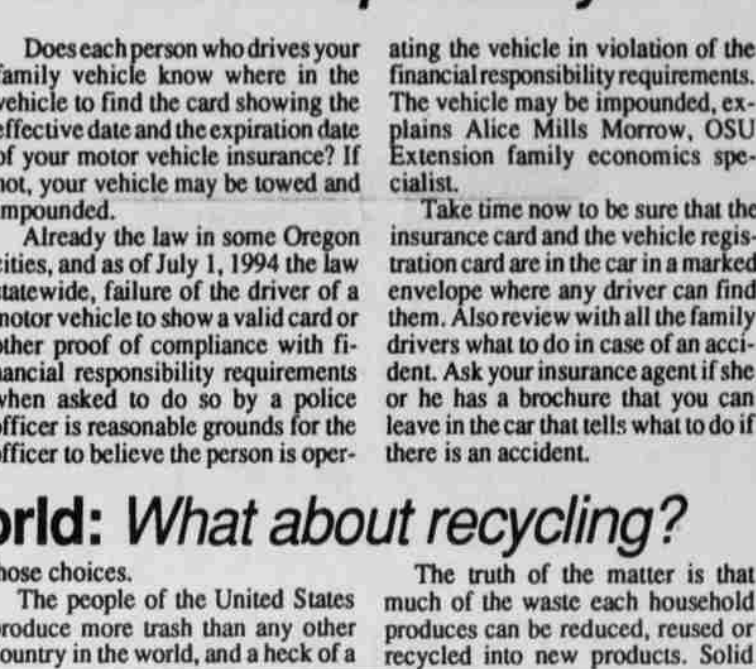 Does each person who drives your
family vehicle know where in the
vehicle to find the card showing the
effective date and the expiration date
of your motor vehicle insurance? If
not, your vehicle may be towed and
mpounded.
Already the law in some Oregon
cities, and as of July 1, 1994 the law
tatewide, failure of the driver of a
motor vehicle to show a valid card or
other proof of compliance with fi-
nancial responsibility requirements
when asked to do so by a police
officer is reasonable grounds for the
officer to believe the person is oper-
ating the vehicle in violation of the
financial responsibility requirements.
The vehicle may be impounded, ex-
plains Alice Mills Morrow, OSU
Extension family economics spe-
cialist.
Take time now to be sure that the
insurance card and the vehicle regis-
tration card are in the car in a marked
envelope where any driver can find
them. Also review with all the family
drivers what to do in case of an acci-
dent. Ask your insurance agent if she
or he has a brochure that you can
leave in the car that tells what to do if
there is an accident.
orld: What about recycling?
hose choices.
The people of the United States
produce more trash than any other
ountry in the world, and a heck of a
The truth of the matter is that
much of the waste each household
produces can be reduced, reused or
recycled into new products. Solid